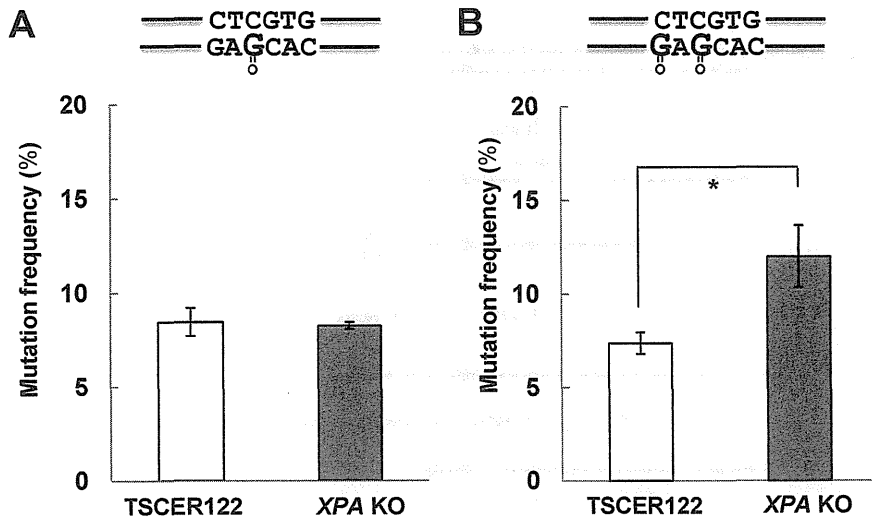 A
CTCGTG
GAGCAC
O
Mutation frequency (%)
20
15
10
5
0
TSCER122 XPA KO
B
CTCGTG
GAGCAC
O O
Mutation frequency (%)
20
15
10
5
0
*
TSCER122 XPA KO